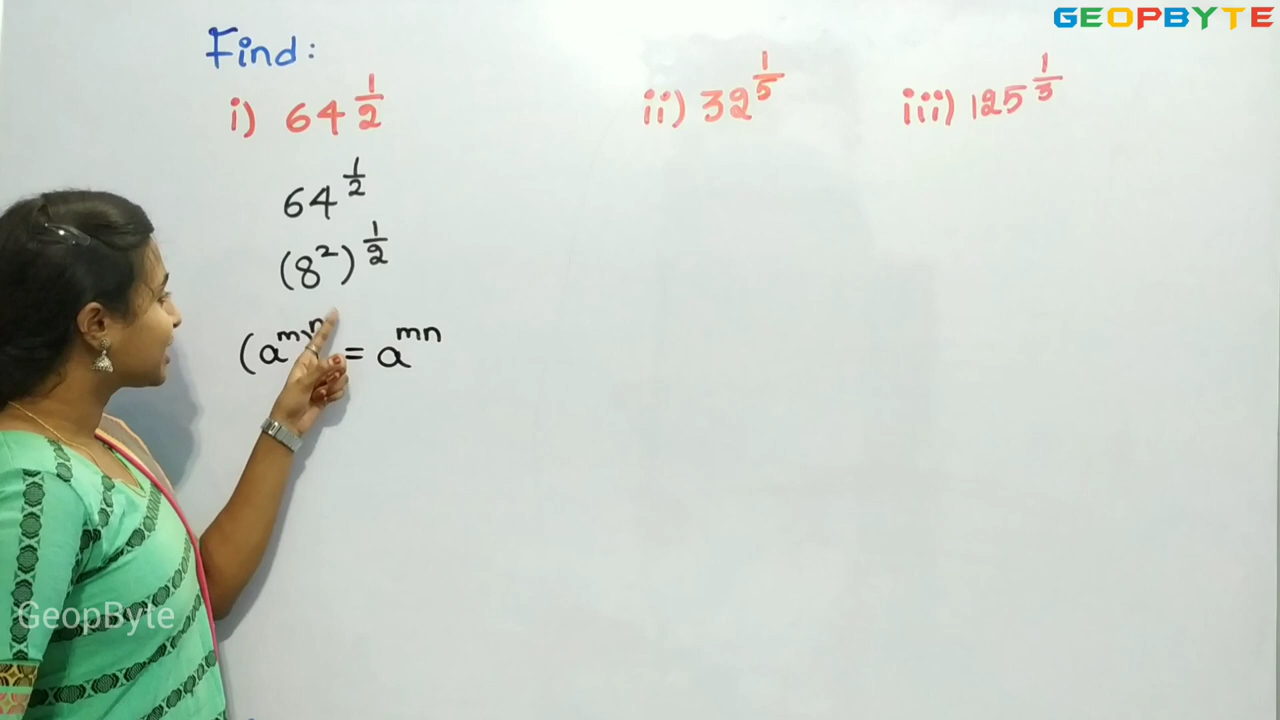 GEOPBYTE
Find:
i) 64^(1/2)
ii) 32^(1/5)
iii) 125^(1/3)
64^(1/2)
(8²)^(1/2)
(a^m)^n = a^(mn)
GeopByte